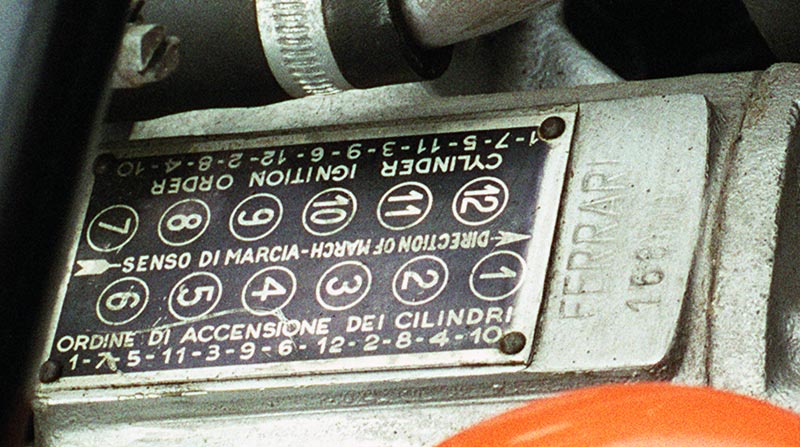 1-7-5-11-3-9-6-12-2-8-4-10
CYLINDER IGNITION ORDER
7 8 9 10 11 12
SENSO DI MARCIA-DIRECTION OF MARCH
6 5 4 3 2 1
ORDINE DI ACCENSIONE DEI CILINDRI
1-7-5-11-3-9-6-12-2-8-4-10
FERRARI